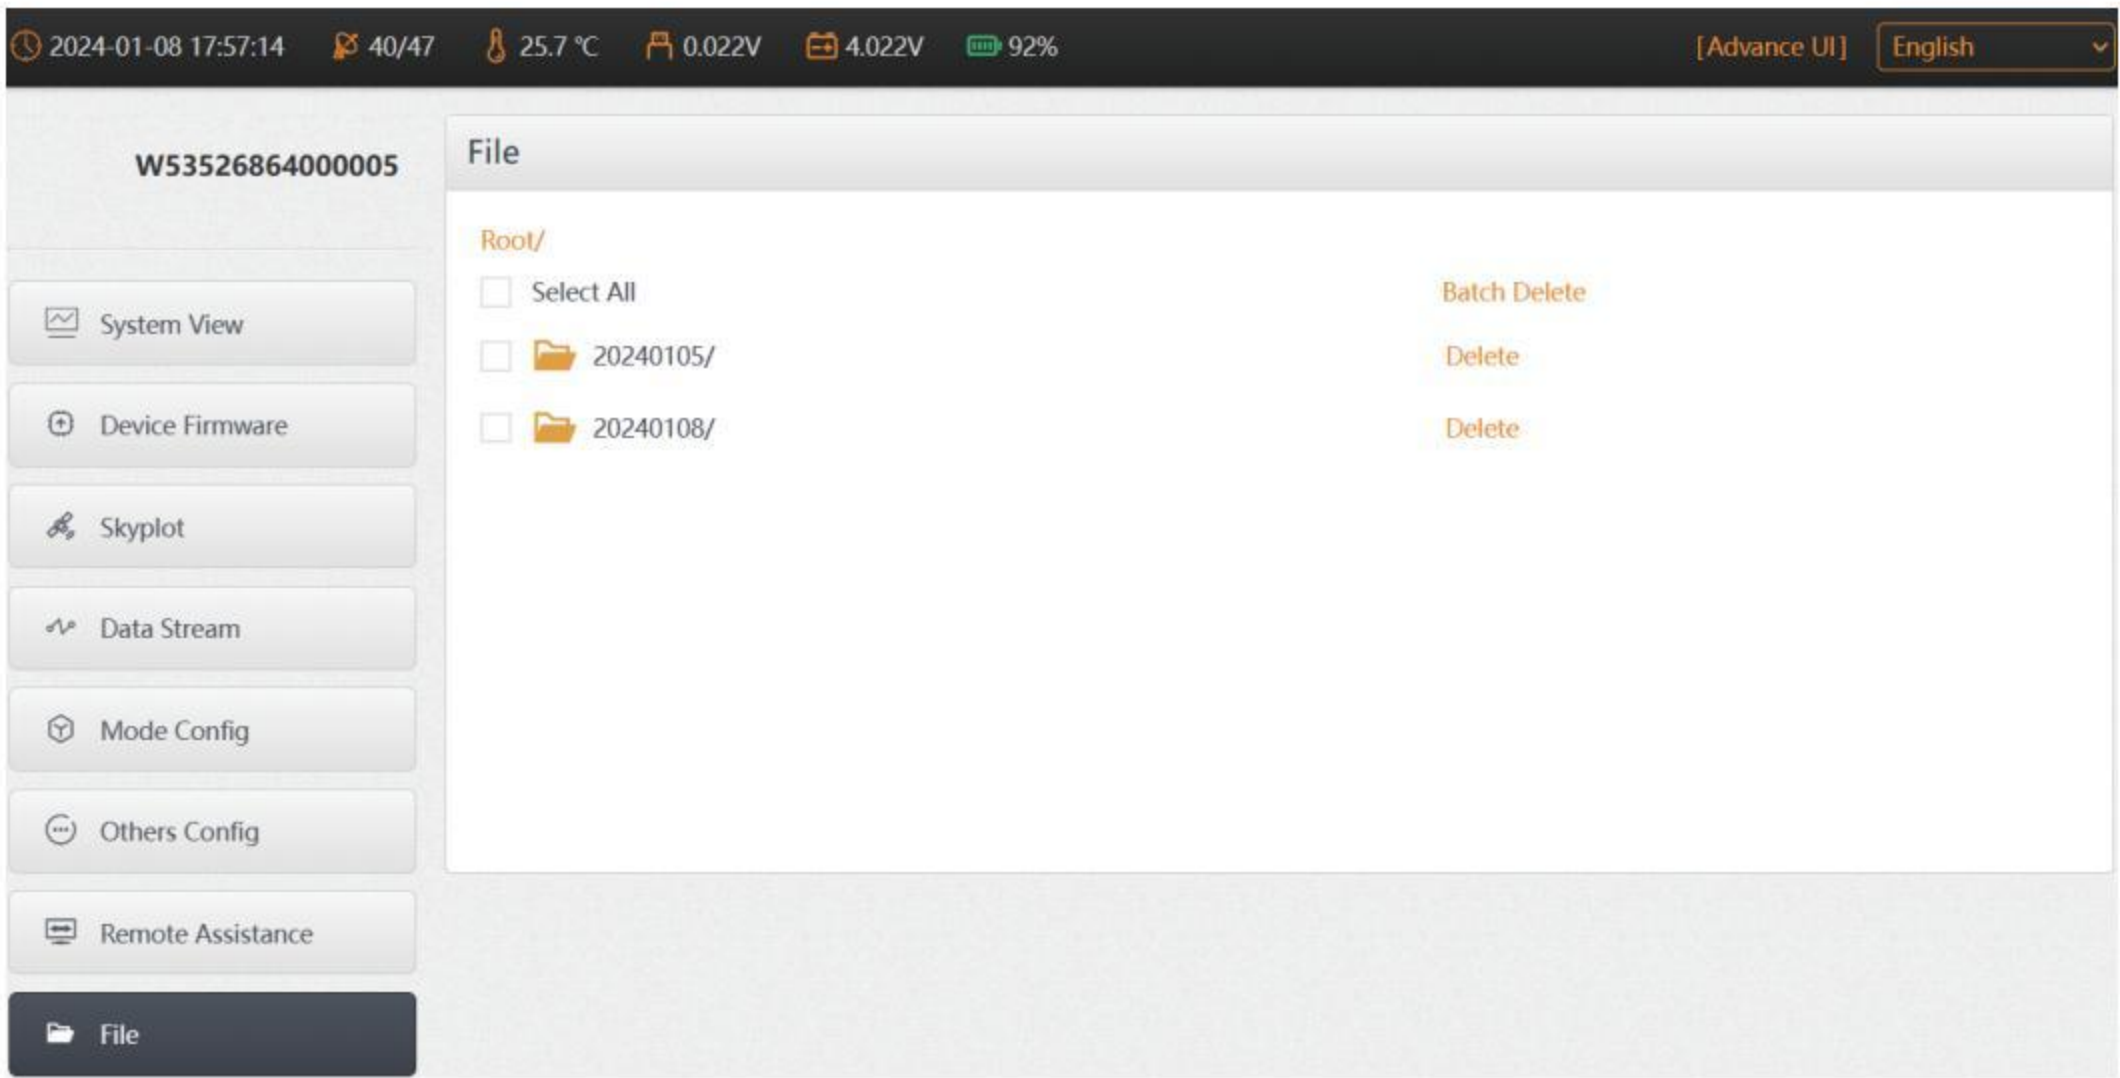 2024-01-08 17:57:14 40/47 25.7 ℃ 0.022V 4.022V 92% [Advance UI] English
W53526864000005
System View
Device Firmware
Skyplot
Data Stream
Mode Config
Others Config
Remote Assistance
File
File
Root/
Select All Batch Delete
20240105/ Delete
20240108/ Delete